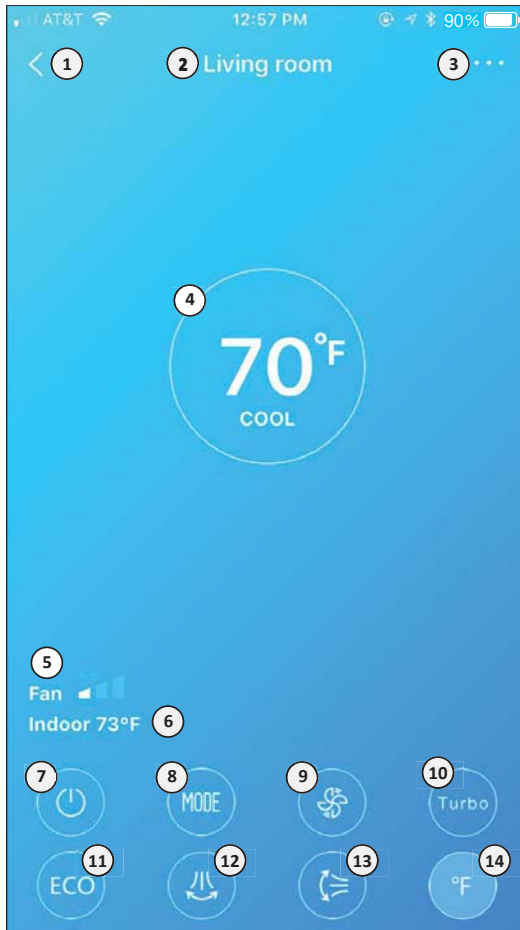 AT&T 12:57 PM 90%
1 2 Living room 3
4
70°F
COOL
5
Fan
Indoor 73°F 6
7 8 9 10
MODE Turbo
11 12 13 14
ECO °F